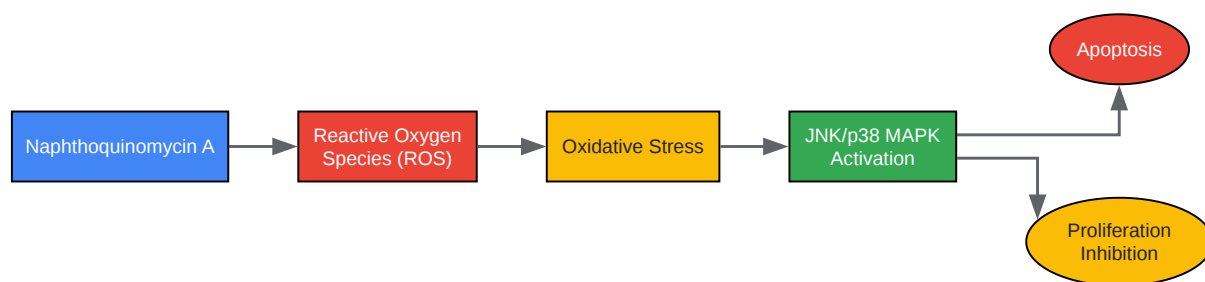 Naphthoquinomycin A
Reactive Oxygen
Species (ROS)
Oxidative Stress
JNK/p38 MAPK
Activation
Apoptosis
Proliferation
Inhibition